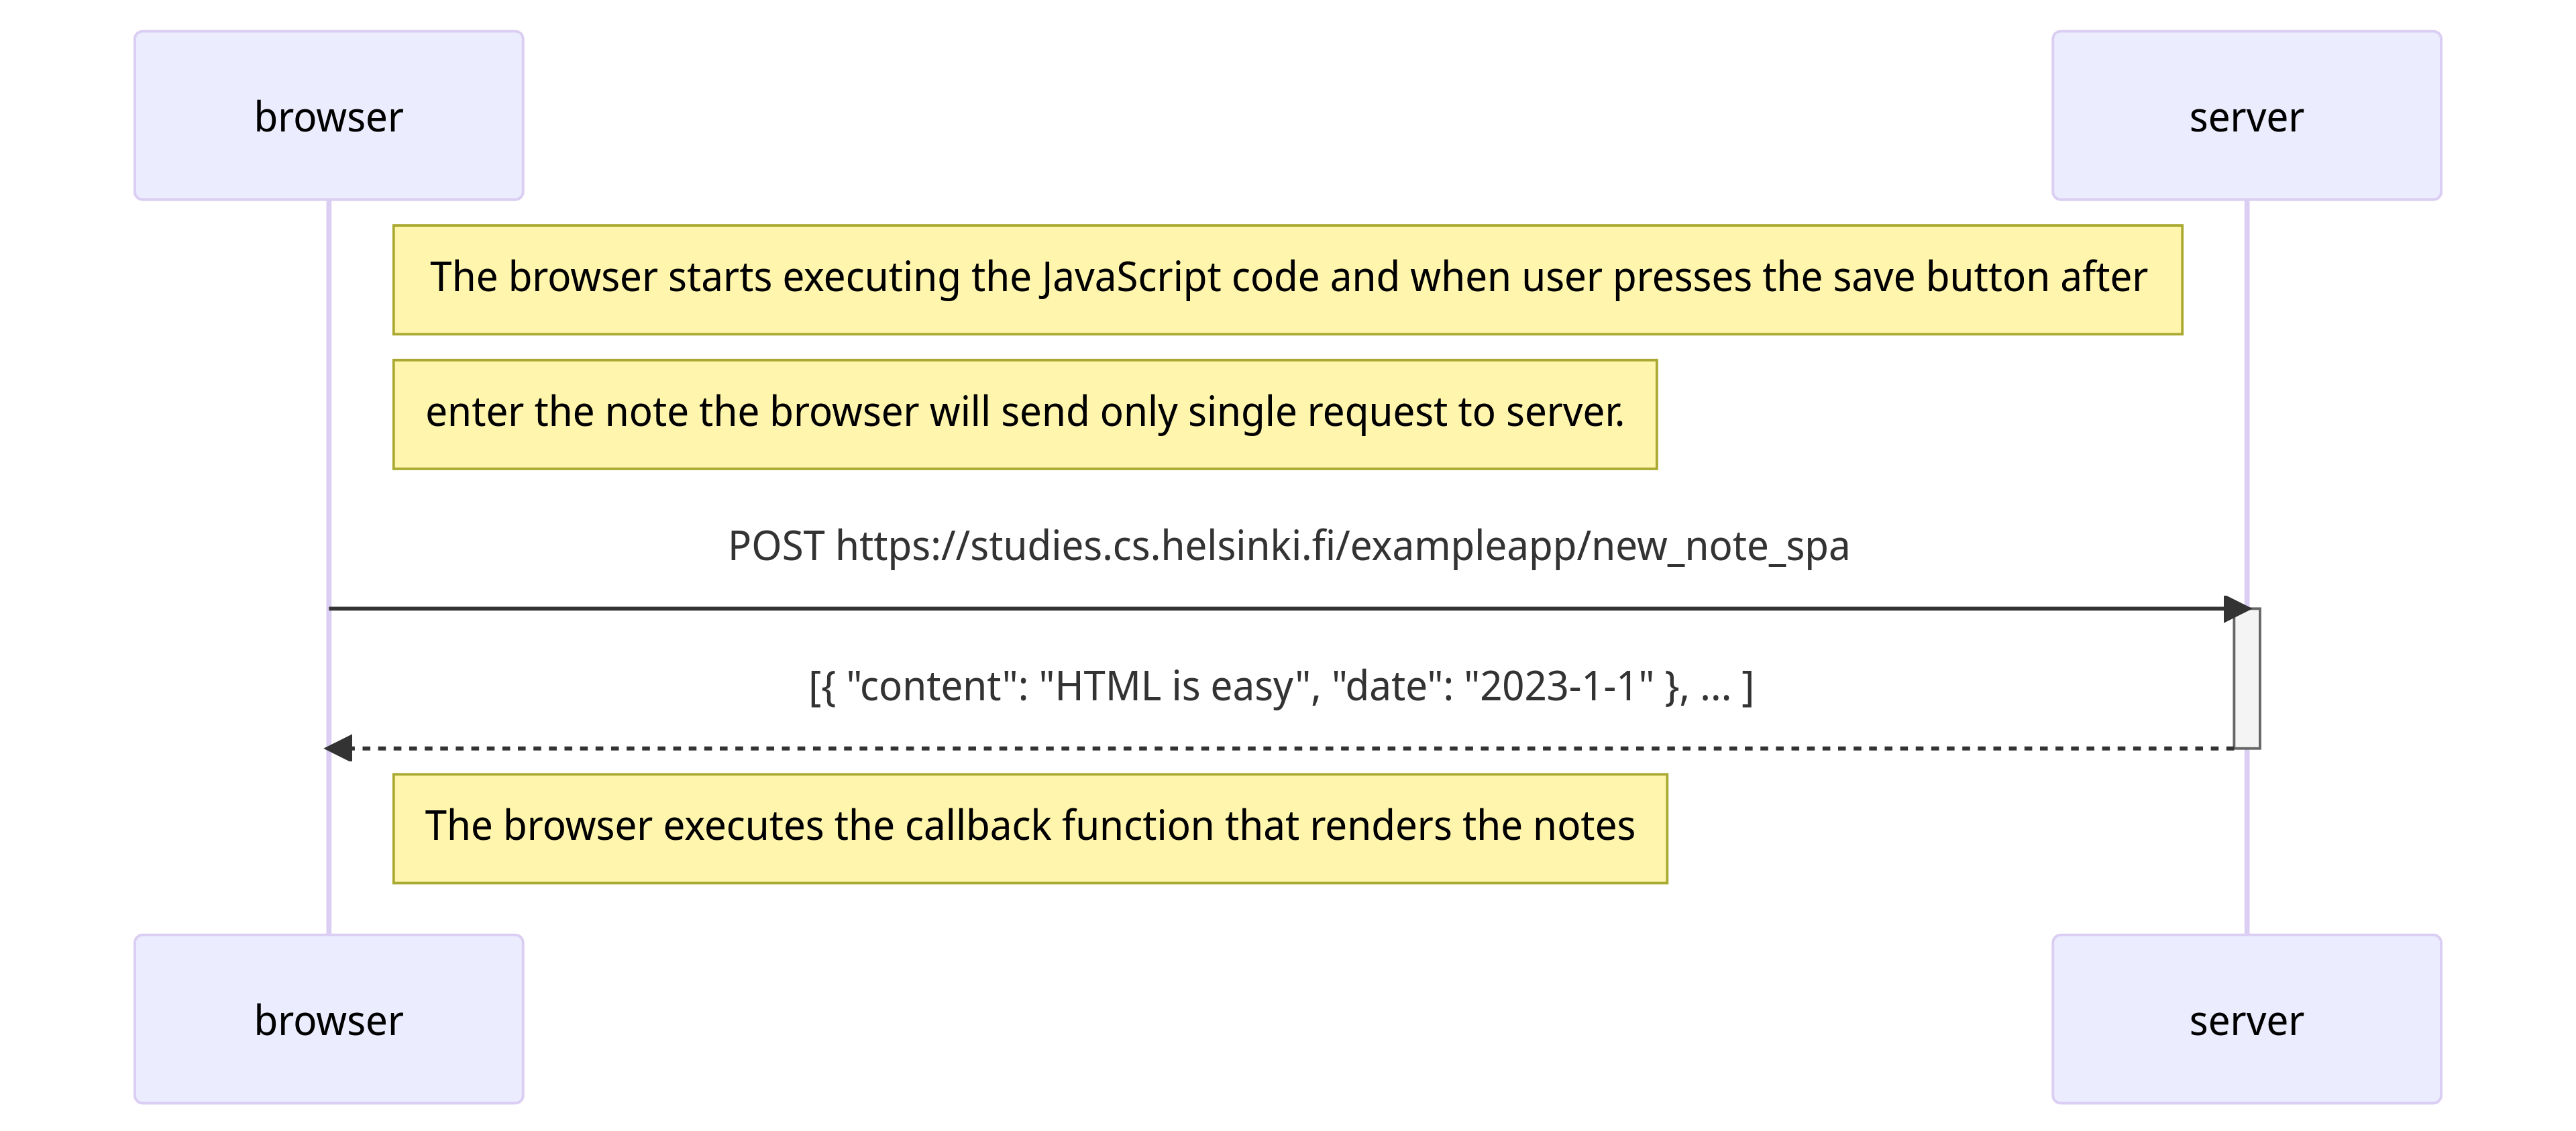 browser
server
The browser starts executing the JavaScript code and when user presses the save button after
enter the note the browser will send only single request to server.
POST https://studies.cs.helsinki.fi/exampleapp/new_note_spa
[{ "content": "HTML is easy", "date": "2023-1-1" }, ... ]
The browser executes the callback function that renders the notes
browser
server